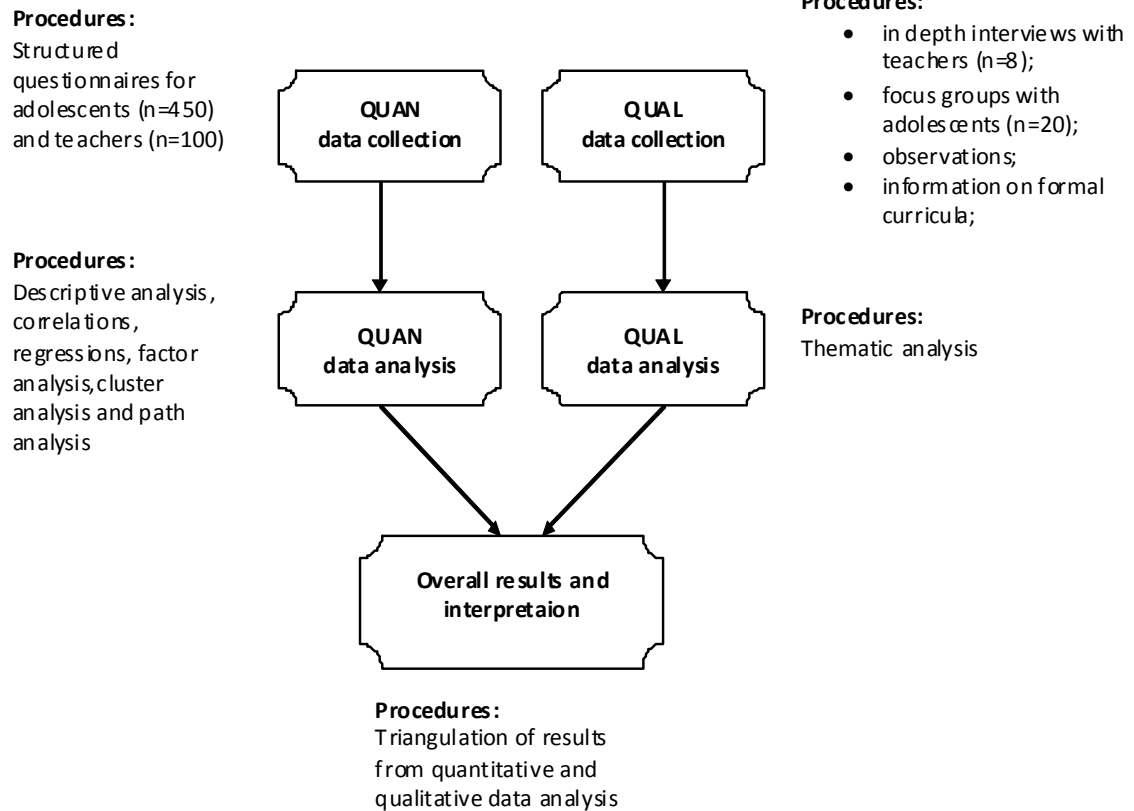 Procedures:
Structured
questionnaires for
adolescents (n=450)
and teachers (n=100)
QUAN
data collection
QUAL
data collection
Procedures:
• in depth interviews with
teachers (n=8);
• focus groups with
adolescents (n=20);
• observations;
• information on formal
curricula;
Procedures:
Descriptive analysis,
correlations,
regressions, factor
analysis, cluster
analysis and path
analysis
QUAN
data analysis
QUAL
data analysis
Procedures:
Thematic analysis
Overall results and
interpretaion
Procedures:
Triangulation of results
from quantitative and
qualitative data analysis